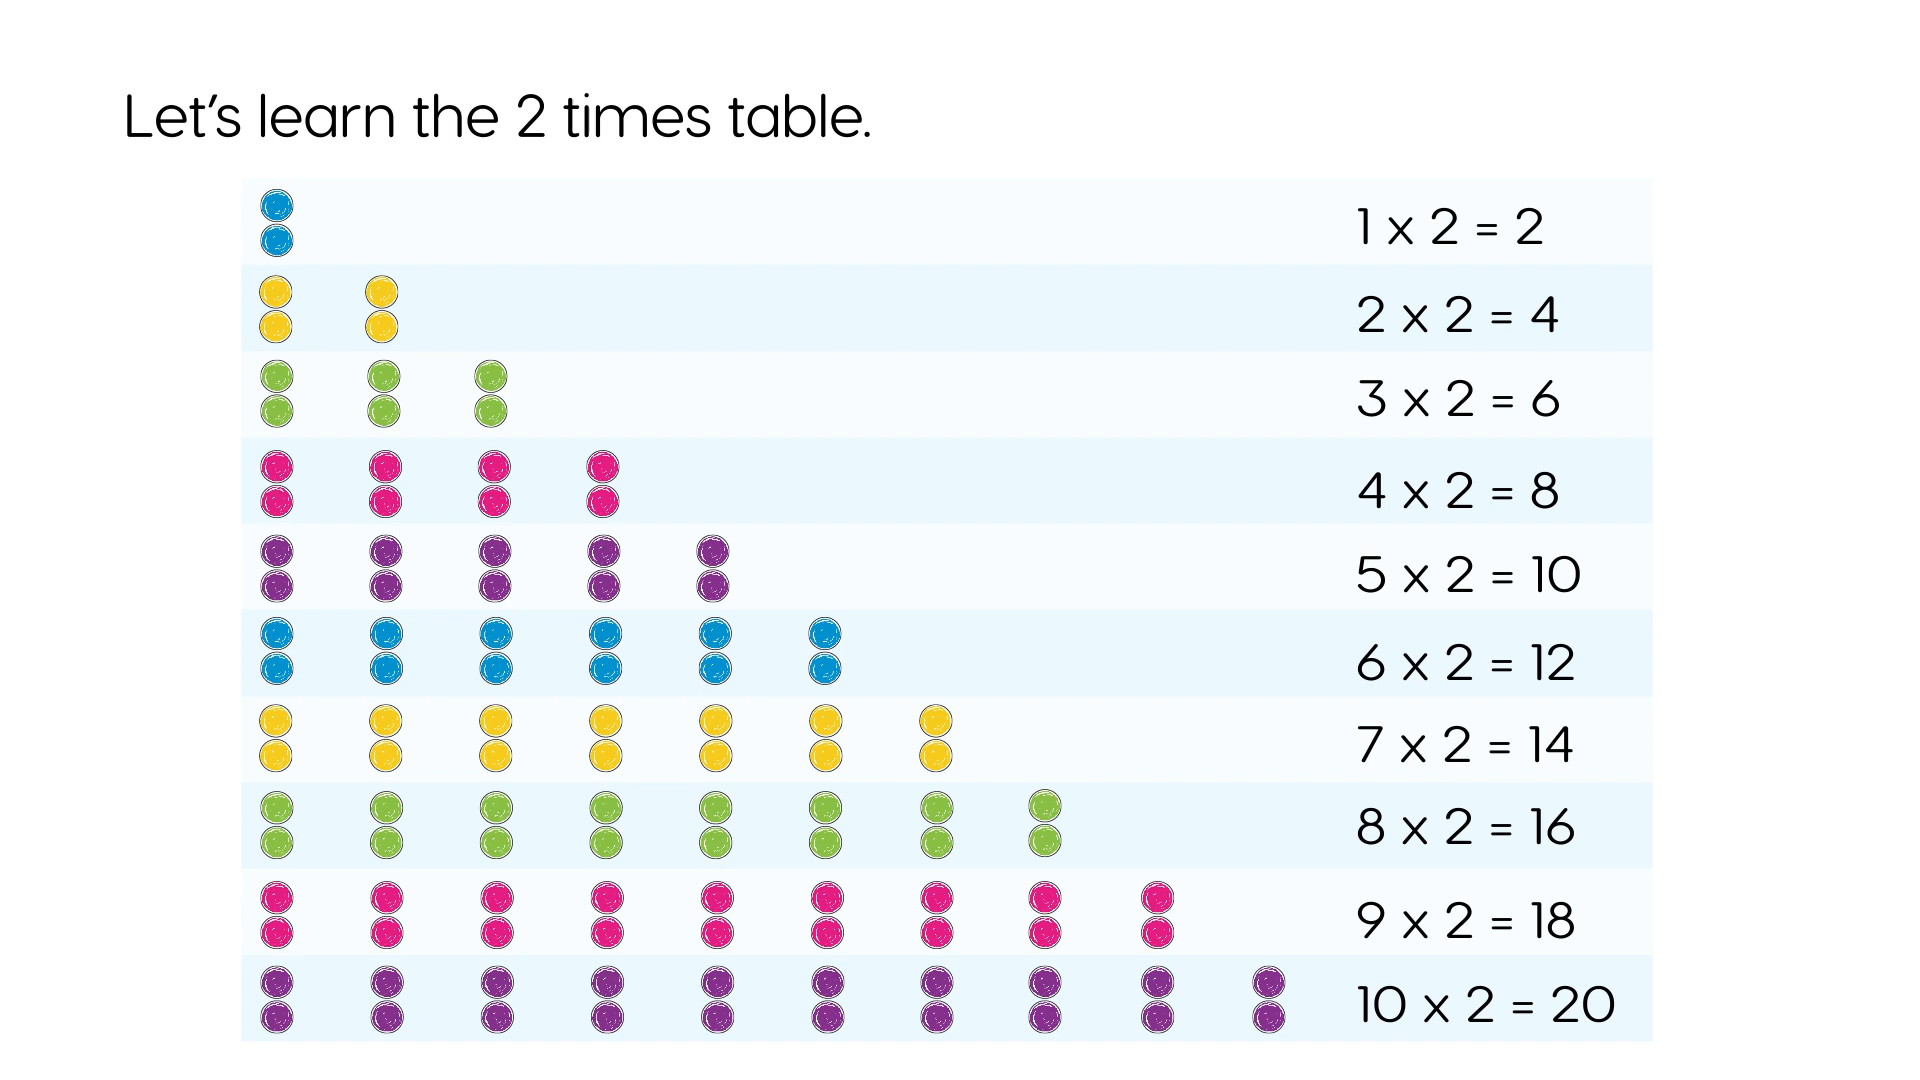 Let's learn the 2 times table.
1 x 2 = 2
2 x 2 = 4
3 x 2 = 6
4 x 2 = 8
5 x 2 = 10
6 x 2 = 12
7 x 2 = 14
8 x 2 = 16
9 x 2 = 18
10 x 2 = 20